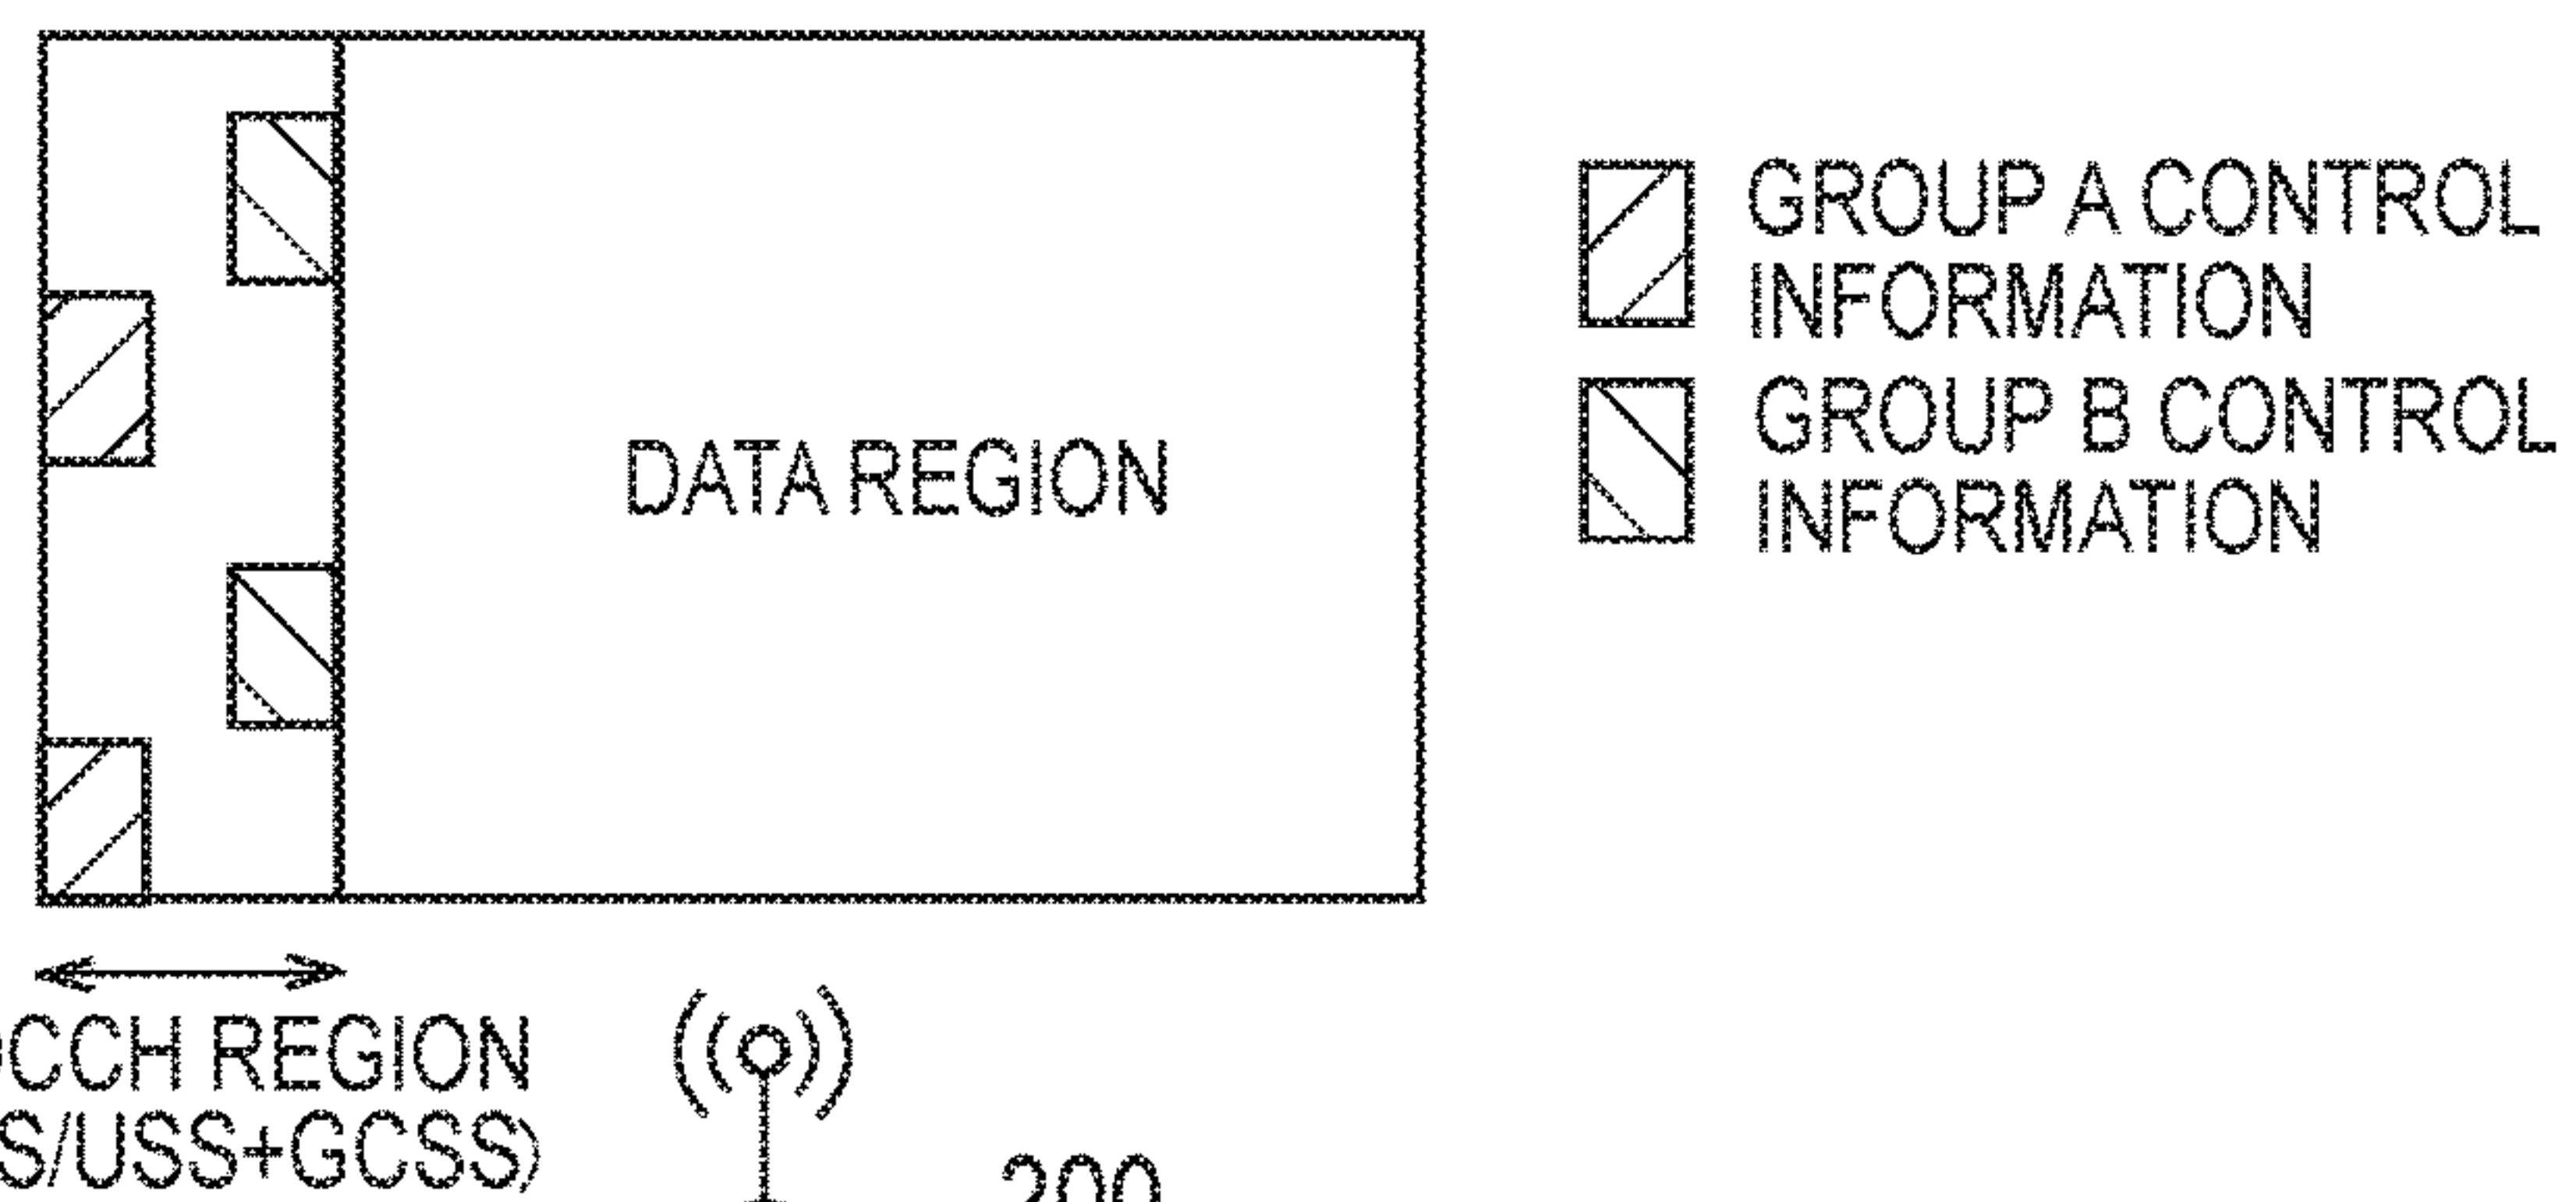 GROUP A CONTROL
INFORMATION
GROUP B CONTROL
INFORMATION
DATA REGION
CCH REGION
S/USS+GCSS)
200